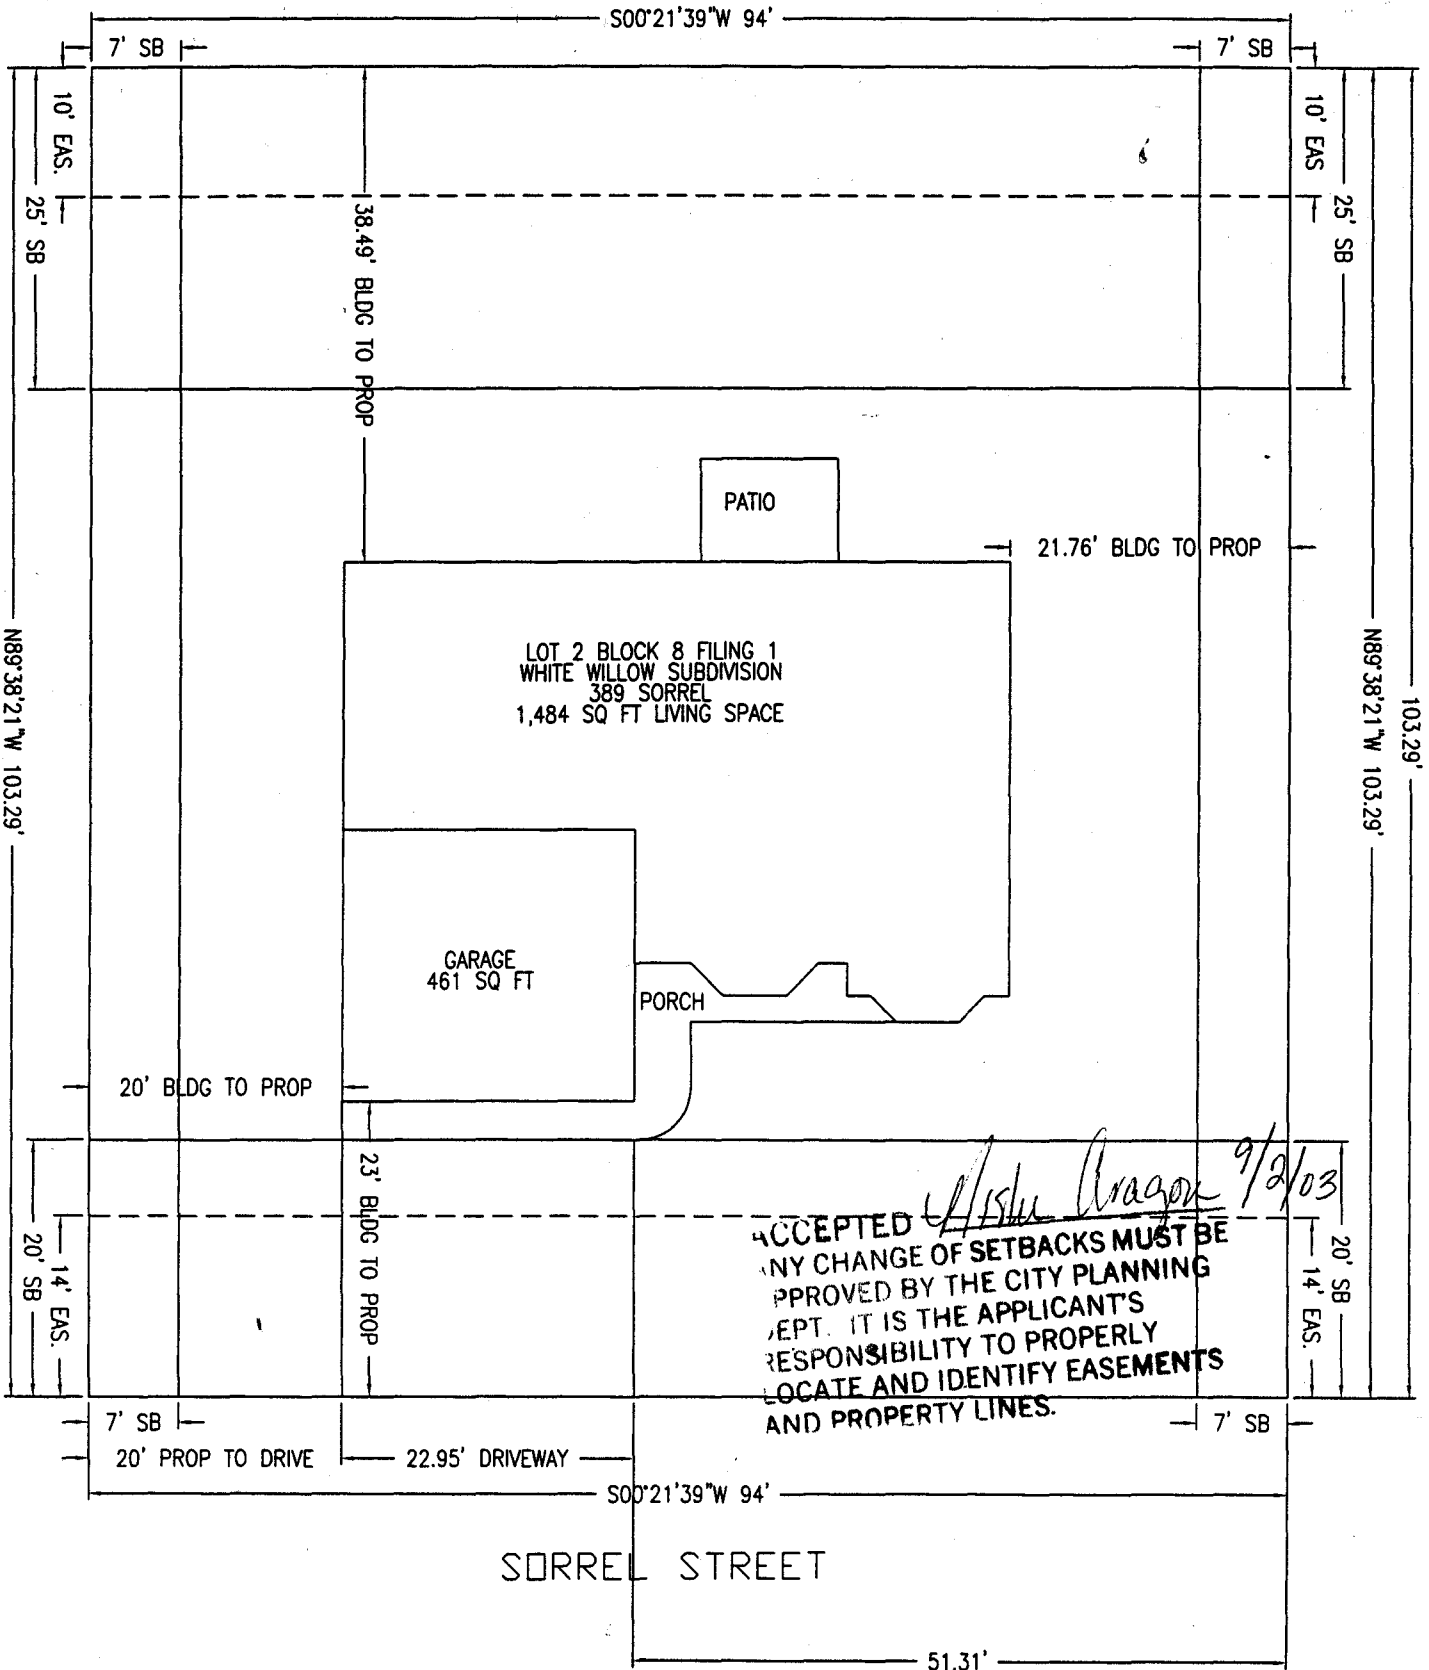 S00°21'39"W 94'
7' SB
7' SB
10' EAS.
25' SB
10' EAS
25' SB
38.49' BLDG TO PROP
N89°38'21"W 103.29'
N89°38'21"W 103.29'
103.29'
PATIO
21.76' BLDG TO PROP
LOT 2 BLOCK 8 FILING 1
WHITE WILLOW SUBDIVISION
389 SORREL
1,484 SQ FT LIVING SPACE
GARAGE
461 SQ FT
PORCH
20' BLDG TO PROP
23' BLDG TO PROP
20' SB
14' EAS.
20' SB
14' EAS.
ACCEPTED Aragon 9/2/03
ANY CHANGE OF SETBACKS MUST BE
APPROVED BY THE CITY PLANNING
DEPT. IT IS THE APPLICANT'S
RESPONSIBILITY TO PROPERLY
LOCATE AND IDENTIFY EASEMENTS
AND PROPERTY LINES.
7' SB
7' SB
20' PROP TO DRIVE
22.95' DRIVEWAY
S00°21'39"W 94'
SORREL STREET
51.31'